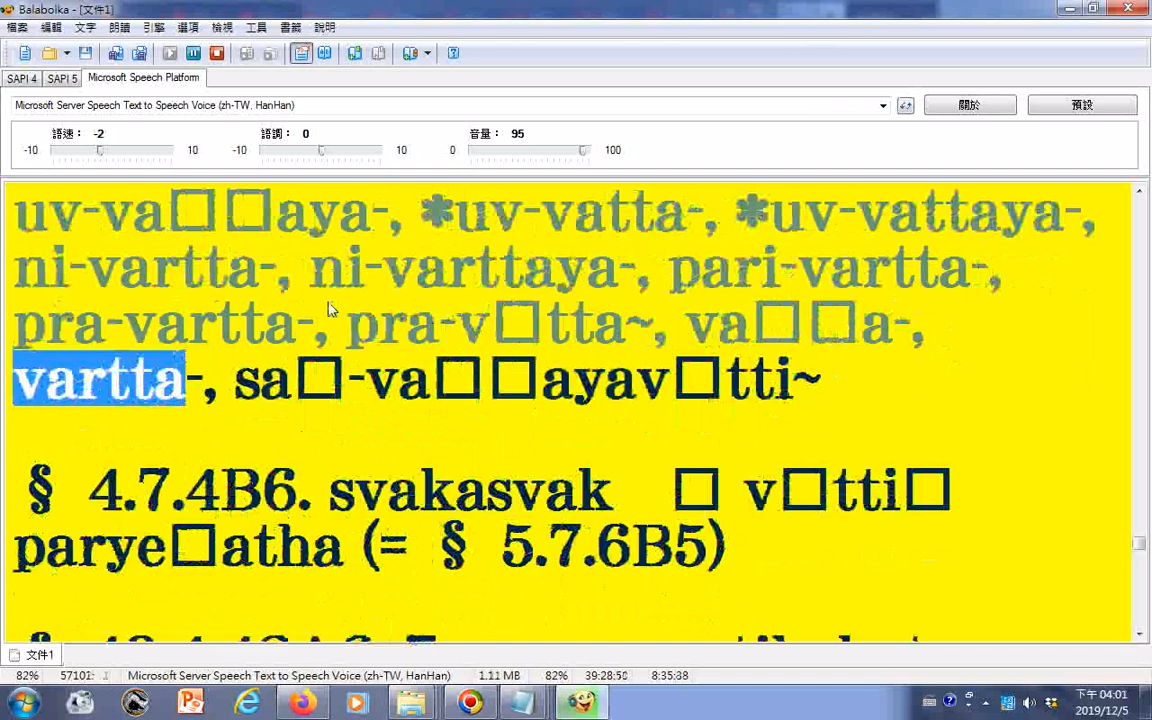 Balabolka - [文件1]
檔案 編輯 文字 朗讀 引擎 選項 檢視 工具 書籤 說明
SAPI 4 SAPI 5 Microsoft Speech Platform
Microsoft Server Speech Text to Speech Voice (zh-TW, HanHan) 關於 預設
語速： -2 語調： 0 音量： 95
-10 10 -10 10 0 100
uv-va□□aya-, *uv-vatta-, *uv-vattaya-,
ni-vartta-, ni-varttaya-, pari-vartta-,
pra-vartta-, pra-v□tta~, va□□a-,
vartta-, sa□-va□□ayav□tti~
§ 4.7.4B6. svakasvak □ v□tti□
parye□atha (= § 5.7.6B5)
文件1
82% 57101: Microsoft Server Speech Text to Speech Voice (zh-TW, HanHan) 1.11 MB 82% 39:28:50 8:35:38
下午 04:01
2019/12/5